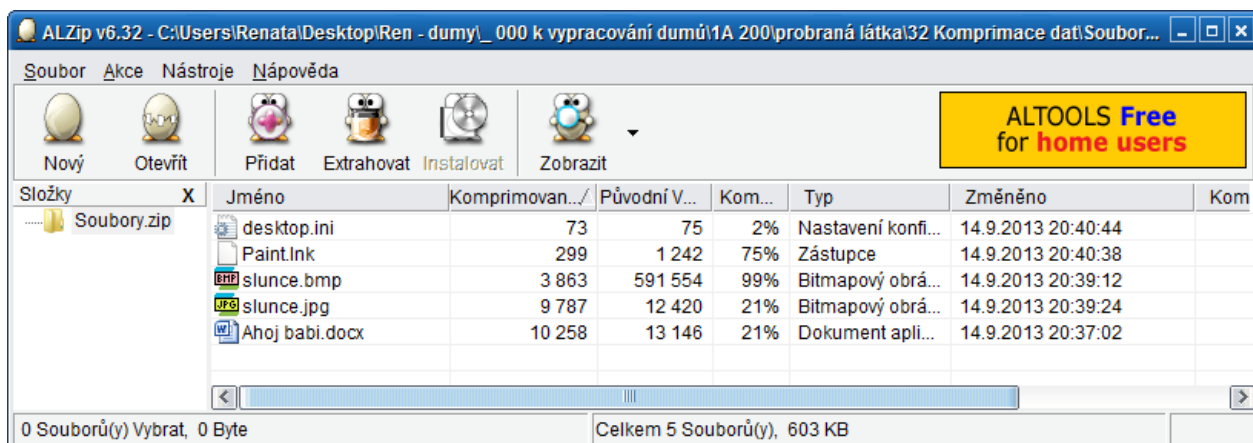 ALZip v6.32 - C:\Users\Renata\Desktop\Ren - dumy\_ 000 k vypracování dumů\1A 200\probraná látka\32 Komprimace dat\Soubor...
Soubor Akce Nástroje Nápověda
ALTOOLS Free
for home users
Nový Otevřít Přidat Extrahovat Instalovat Zobrazit
Složky X Jméno Komprimovan.../ Původní V... Kom... Typ Změněno Kom
Soubory.zip
desktop.ini 73 75 2% Nastavení konfi... 14.9.2013 20:40:44
Paint.lnk 299 1 242 75% Zástupce 14.9.2013 20:40:38
BMP slunce.bmp 3 863 591 554 99% Bitmapový obrá... 14.9.2013 20:39:12
JPG slunce.jpg 9 787 12 420 21% Bitmapový obrá... 14.9.2013 20:39:24
Ahoj babi.docx 10 258 13 146 21% Dokument apli... 14.9.2013 20:37:02
0 Souborů(y) Vybrat, 0 Byte Celkem 5 Souborů(y), 603 KB